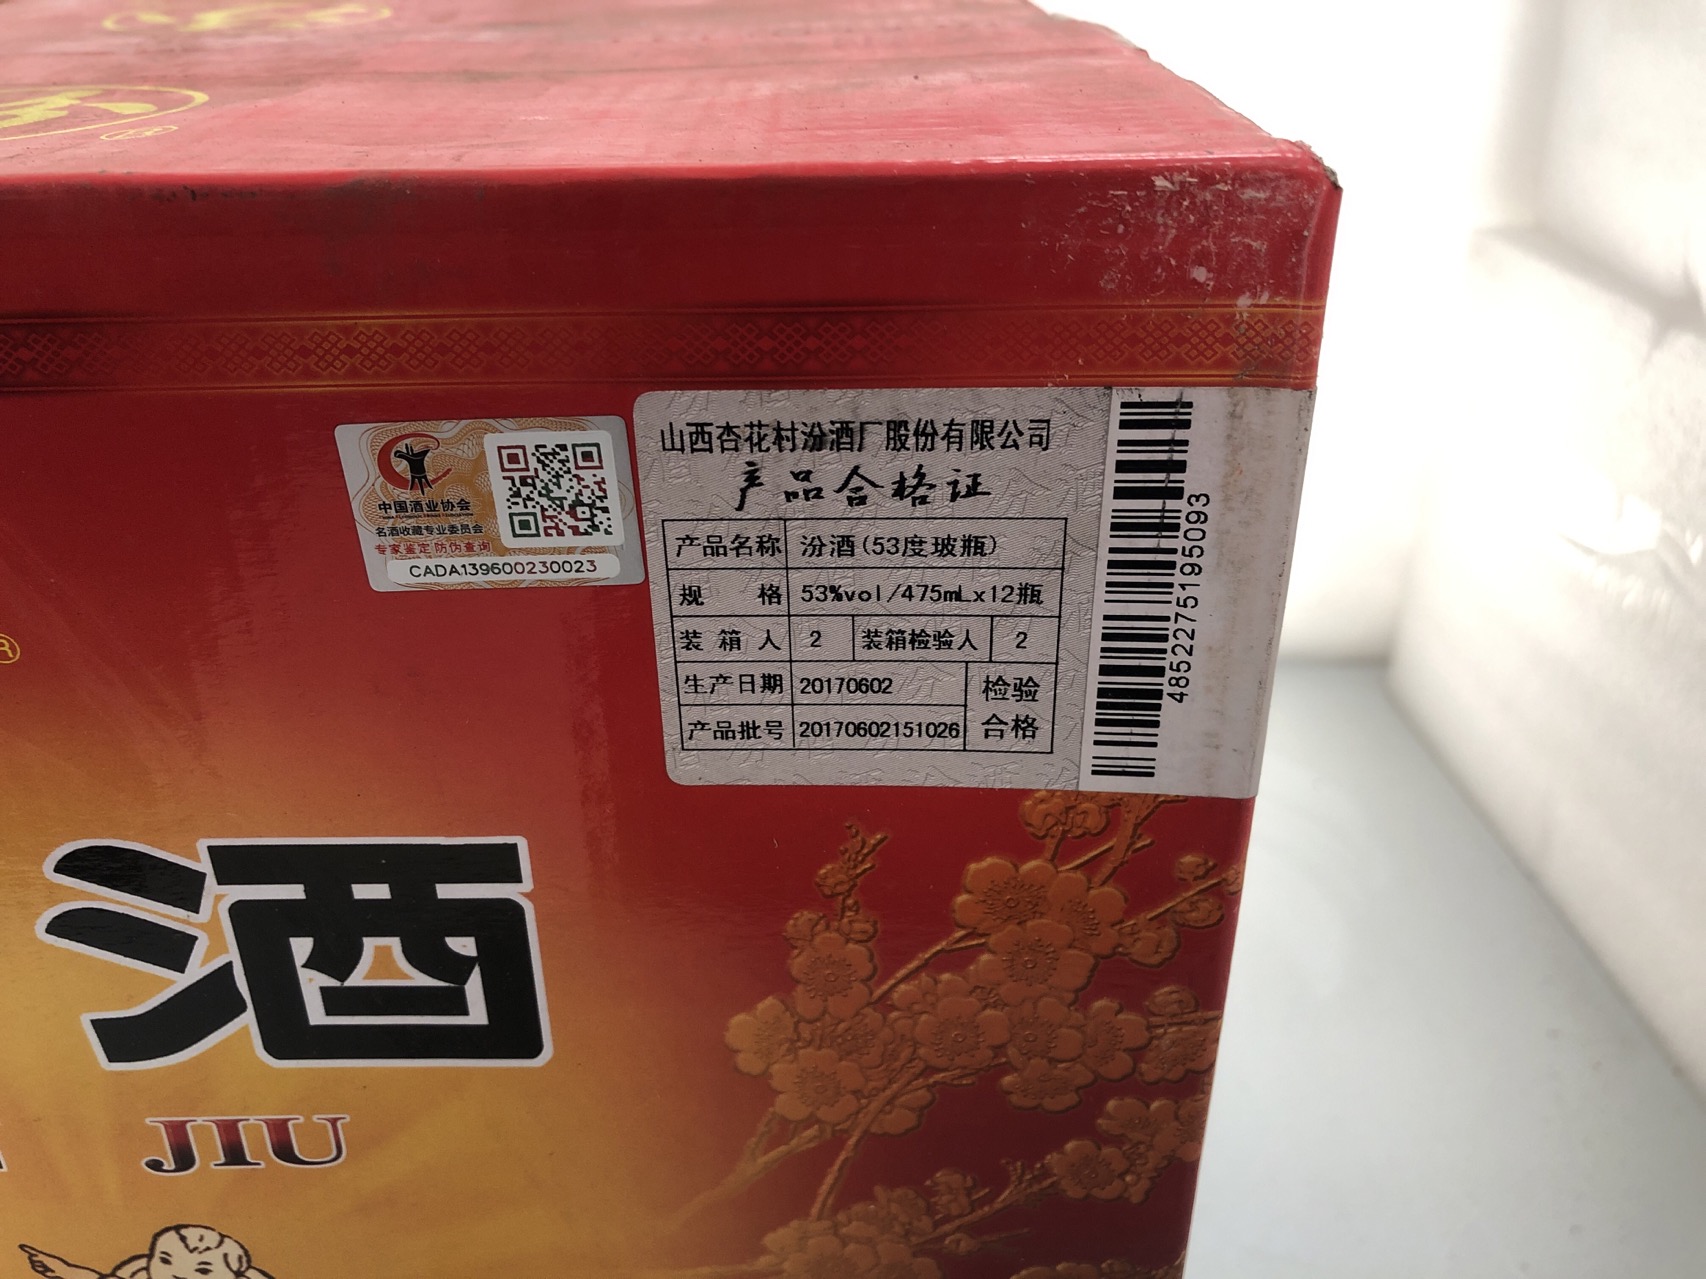 中国酒业协会
名酒收藏专业委员会
专家鉴定防伪查询
CADA139600230023
山西杏花村汾酒厂股份有限公司
产品合格证
产品名称 汾酒(53度玻瓶)
规 格 53%vol/475mLx12瓶
装箱人 2 装箱检验人 2
生产日期 20170602 检验
产品批号 20170602151026 合格
4852275195093
®
酒
JIU